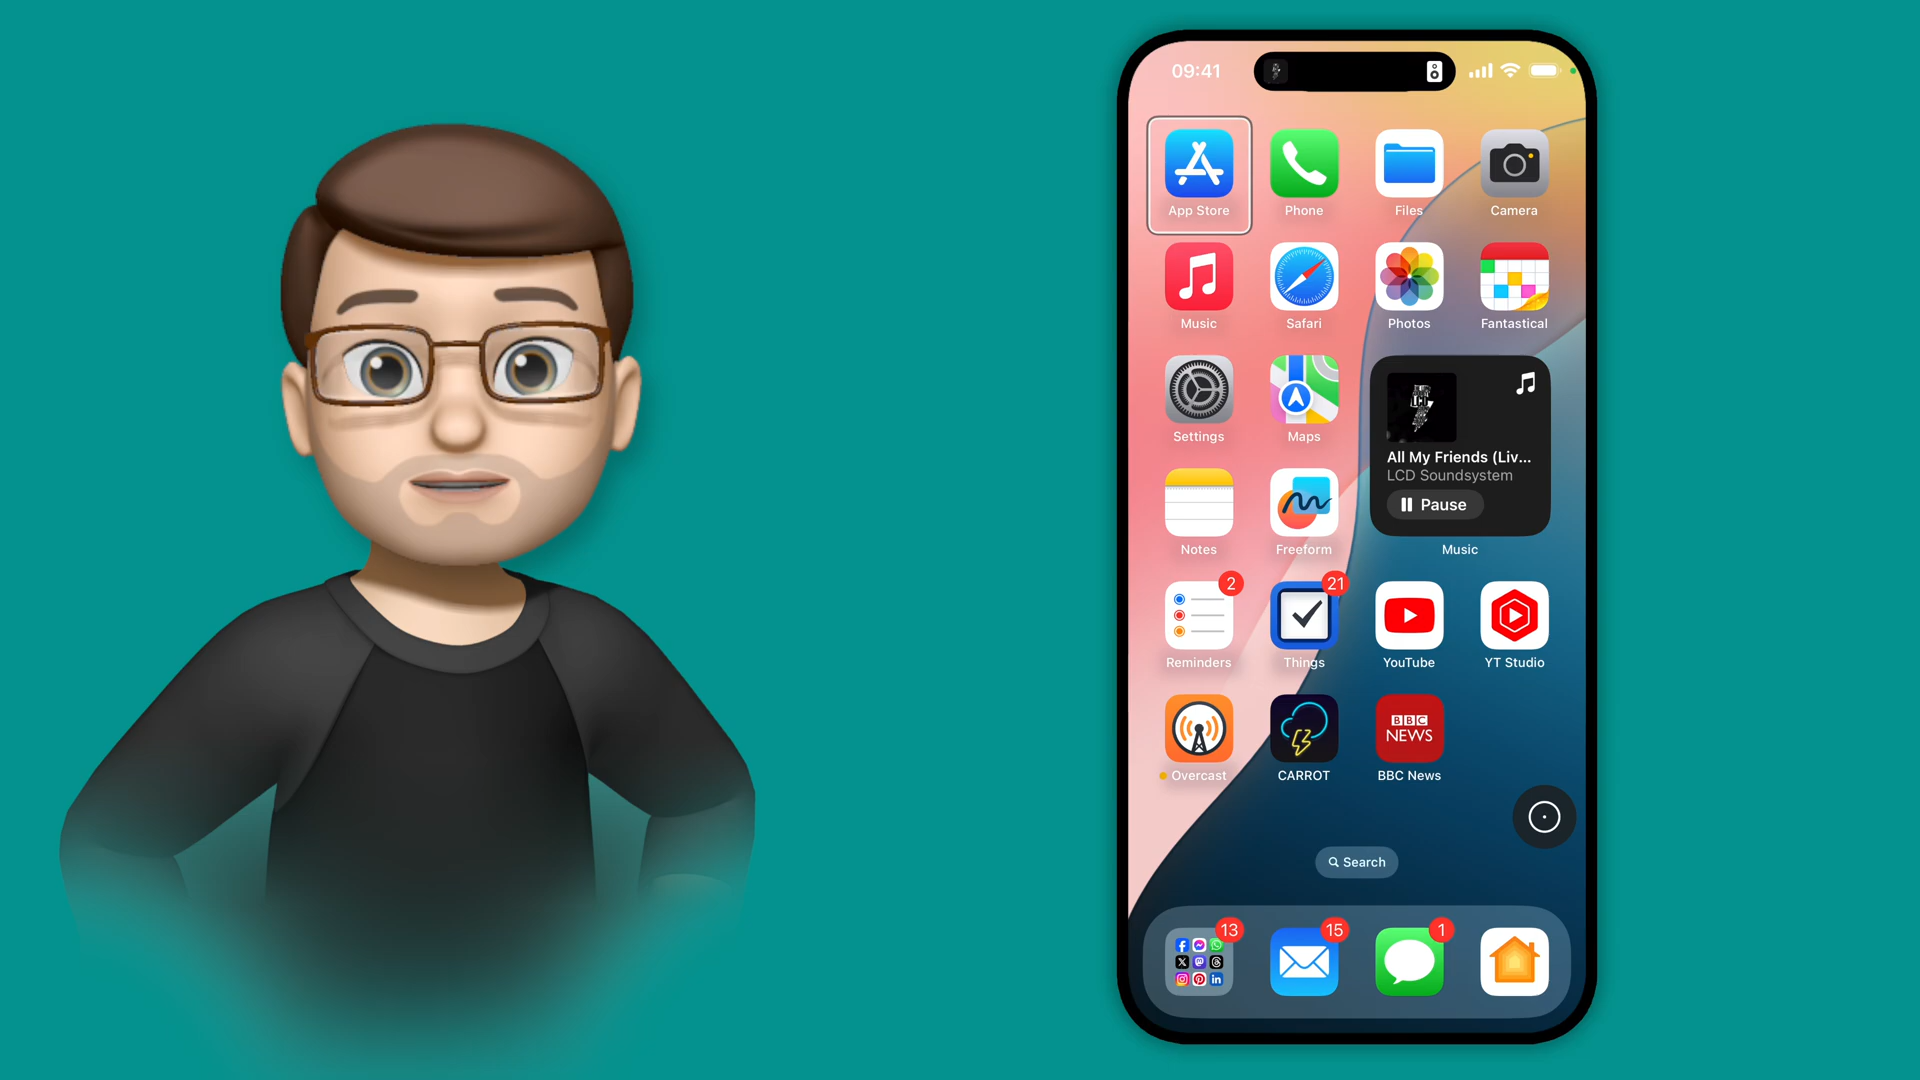 09:41
App Store
Phone
Files
Camera
Music
Safari
Photos
Fantastical
Settings
Maps
All My Friends (Liv...
LCD Soundsystem
Pause
Notes
Freeform
Music
2
21
Reminders
Things
YouTube
YT Studio
BBC
NEWS
Overcast
CARROT
BBC News
Search
13
15
1